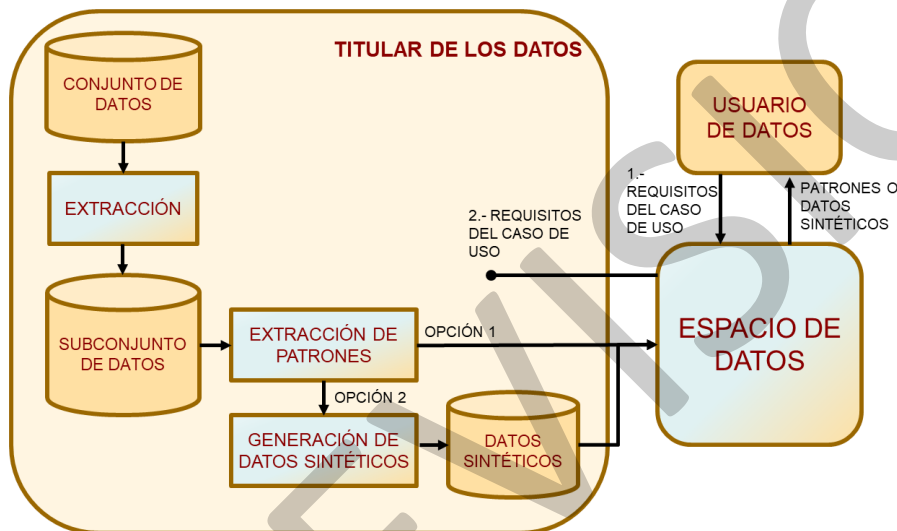 TITULAR DE LOS DATOS
CONJUNTO DE
DATOS
EXTRACCIÓN
SUBCONJUNTO
DE DATOS
EXTRACCIÓN DE
PATRONES
OPCIÓN 1
OPCIÓN 2
GENERACIÓN DE
DATOS SINTÉTICOS
DATOS
SINTÉTICOS
2.- REQUISITOS
DEL CASO DE
USO
USUARIO
DE DATOS
1.-
REQUISITOS
DEL CASO
DE USO
PATRONES O
DATOS
SINTÉTICOS
ESPACIO DE
DATOS